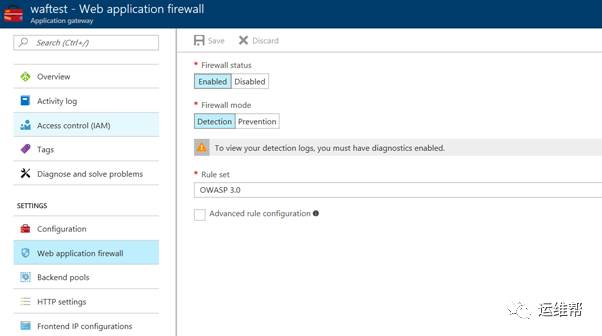 waftest - Web application firewall
Application gateway
Search (Ctrl+/)
Overview
Activity log
Access control (IAM)
Tags
Diagnose and solve problems
SETTINGS
Configuration
Web application firewall
Backend pools
HTTP settings
Frontend IP configurations
Save Discard
* Firewall status
Enabled Disabled
* Firewall mode
Detection Prevention
To view your detection logs, you must have diagnostics enabled.
* Rule set
OWASP 3.0
Advanced rule configuration
运维帮